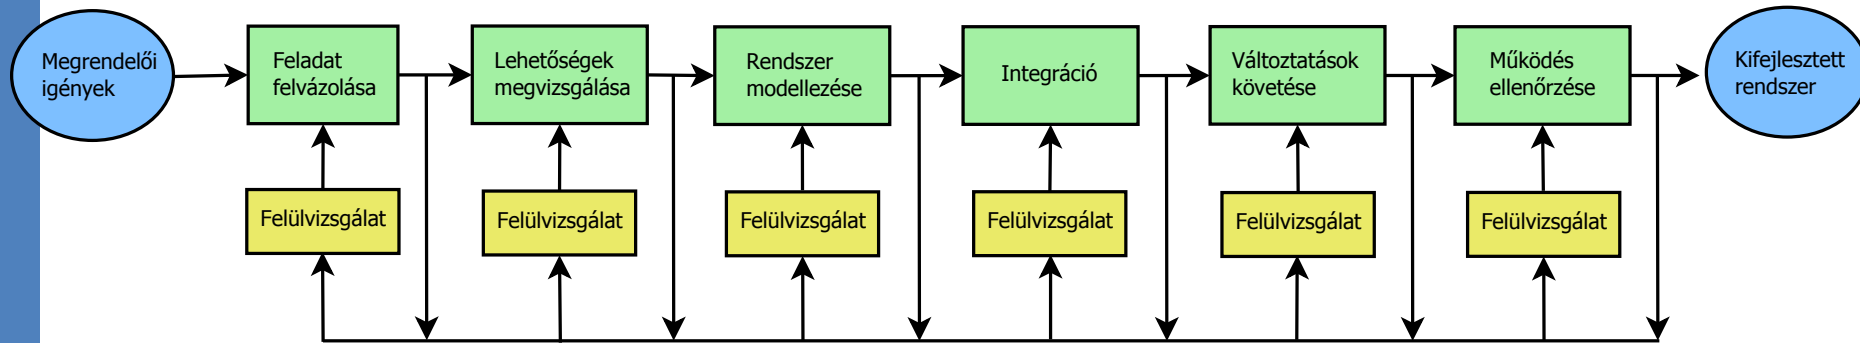 Megrendelői
igények
Feladat
felvázolása
Lehetőségek
megvizsgálása
Rendszer
modellezése
Integráció
Változtatások
követése
Működés
ellenőrzése
Kifejlesztett
rendszer
Felülvizsgálat
Felülvizsgálat
Felülvizsgálat
Felülvizsgálat
Felülvizsgálat
Felülvizsgálat